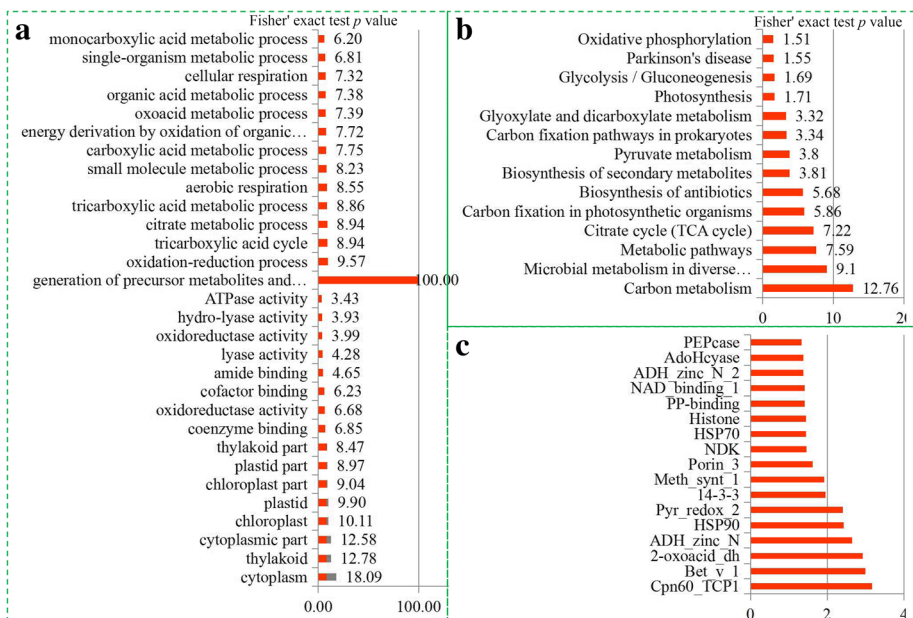 a
Fisher' exact test p value
monocarboxylic acid metabolic process 6.20
single-organism metabolic process 6.81
cellular respiration 7.32
organic acid metabolic process 7.38
oxoacid metabolic process 7.39
energy derivation by oxidation of organic… 7.72
carboxylic acid metabolic process 7.75
small molecule metabolic process 8.23
aerobic respiration 8.55
tricarboxylic acid metabolic process 8.86
citrate metabolic process 8.94
tricarboxylic acid cycle 8.94
oxidation-reduction process 9.57
generation of precursor metabolites and… 100.00
ATPase activity 3.43
hydro-lyase activity 3.93
oxidoreductase activity 3.99
lyase activity 4.28
amide binding 4.65
cofactor binding 6.23
oxidoreductase activity 6.68
coenzyme binding 6.85
thylakoid part 8.47
plastid part 8.97
chloroplast part 9.04
plastid 9.90
chloroplast 10.11
cytoplasmic part 12.58
thylakoid 12.78
cytoplasm 18.09
0.00 100.00
b
Fisher' exact test p value
Oxidative phosphorylation 1.51
Parkinson's disease 1.55
Glycolysis / Gluconeogenesis 1.69
Photosynthesis 1.71
Glyoxylate and dicarboxylate metabolism 3.32
Carbon fixation pathways in prokaryotes 3.34
Pyruvate metabolism 3.8
Biosynthesis of secondary metabolites 3.81
Biosynthesis of antibiotics 5.68
Carbon fixation in photosynthetic organisms 5.86
Citrate cycle (TCA cycle) 7.22
Metabolic pathways 7.59
Microbial metabolism in diverse… 9.1
Carbon metabolism 12.76
0 10 20
c
PEPcase
AdoHcyase
ADH_zinc_N_2
NAD_binding_1
PP-binding
Histone
HSP70
NDK
Porin_3
Meth_synt_1
14-3-3
Pyr_redox_2
HSP90
ADH_zinc_N
2-oxoacid_dh
Bet_v_1
Cpn60_TCP1
0 2 4